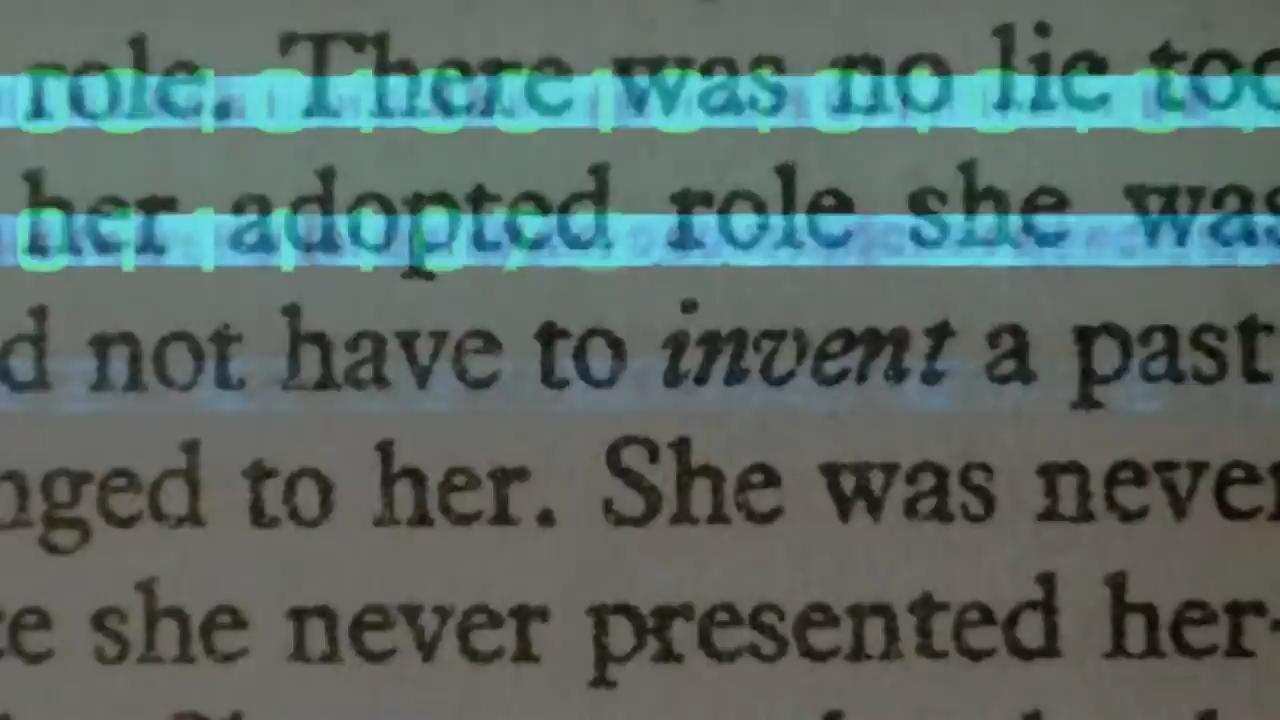 role. There was no lie too
her adopted role she was
d not have to invent a past
nged to her. She was never
e she never presented her-